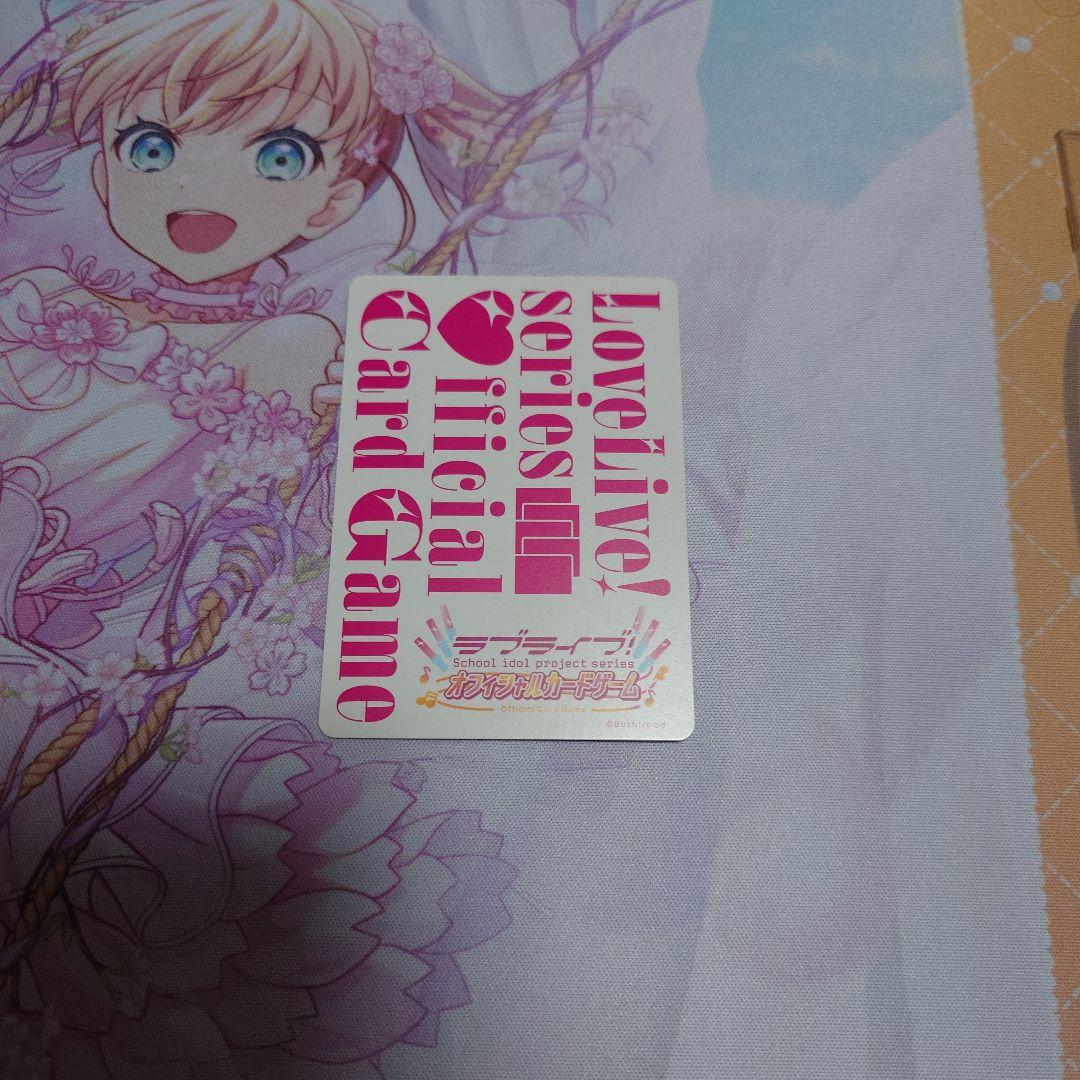 LoveLive!
series
Official
Card Game
ラブライブ!
School idol project series
オフィシャルカードゲーム
Official Card Game
©Bushiroad